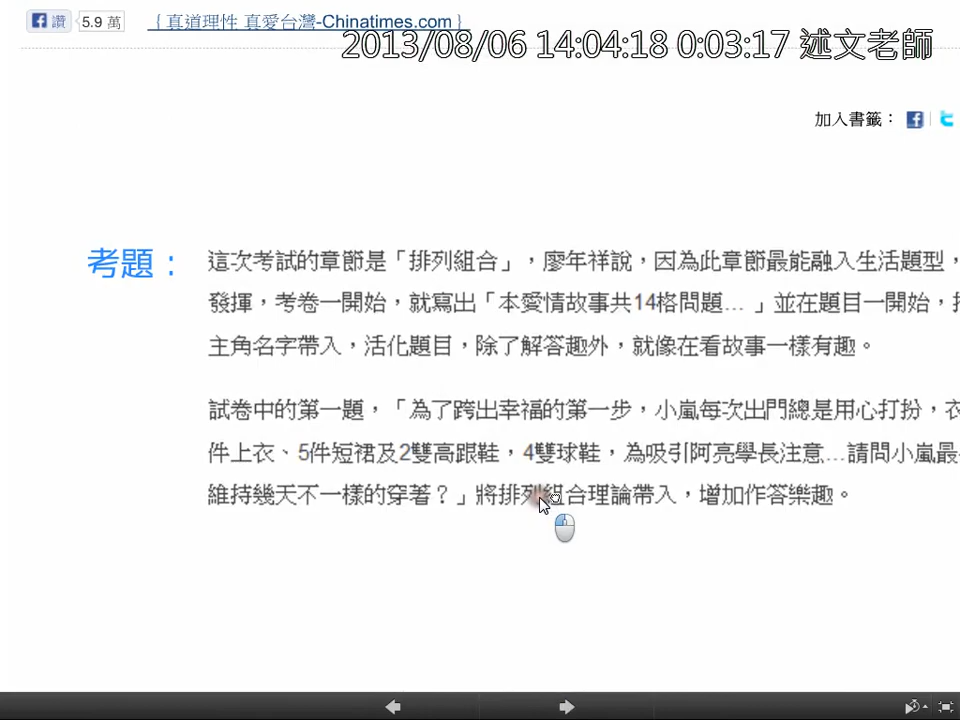 讚 5.9 萬 { 真道理性 真愛台灣-Chinatimes.com }
2013/08/06 14:04:18 0:03:17 述文老師
加入書籤：
考題：
這次考試的章節是「排列組合」，廖年祥說，因為此章節最能融入生活題型，
發揮，考卷一開始，就寫出「本愛情故事共14格問題…」並在題目一開始，
主角名字帶入，活化題目，除了解答趣外，就像在看故事一樣有趣。
試卷中的第一題，「為了跨出幸福的第一步，小嵐每次出門總是用心打扮，衣
件上衣、5件短裙及2雙高跟鞋，4雙球鞋，為吸引阿亮學長注意…請問小嵐最
維持幾天不一樣的穿著？」將排列組合理論帶入，增加作答樂趣。